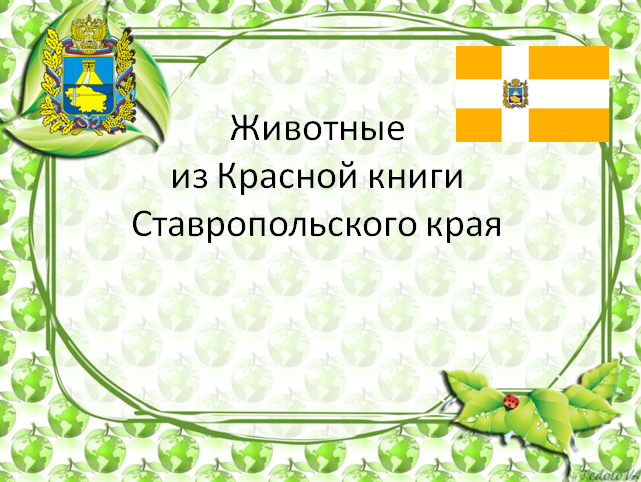 Животные
из Красной книги
Ставропольского края